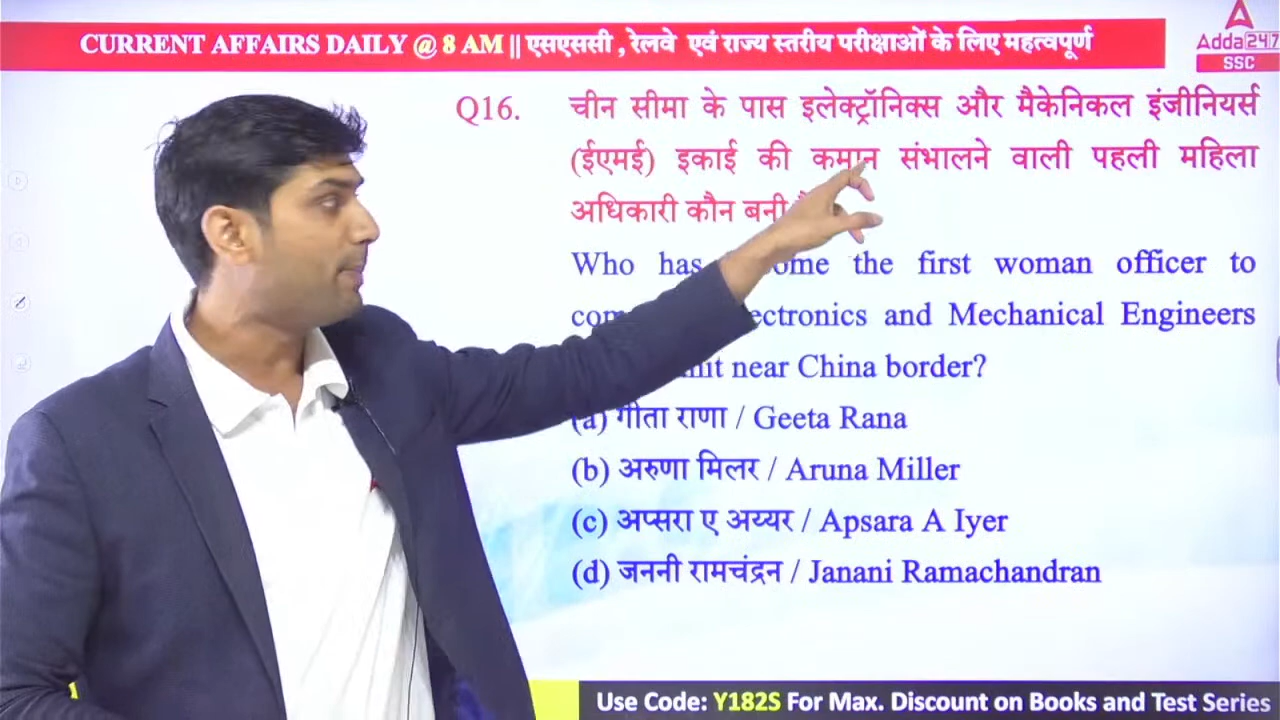 CURRENT AFFAIRS DAILY @ 8 AM || एसएससी , रेलवे एवं राज्य स्तरीय परीक्षाओं के लिए महत्वपूर्ण
Adda 24|7
SSC
Q16. चीन सीमा के पास इलेक्ट्रॉनिक्स और मैकेनिकल इंजीनियर्स
(ईएमई) इकाई की कमान संभालने वाली पहली महिला
अधिकारी कौन बनी
Who has the first woman officer to
and Mechanical Engineers
near China border?
(a) गीता राणा / Geeta Rana
(b) अरुणा मिलर / Aruna Miller
(c) अप्सरा ए अय्यर / Apsara A Iyer
(d) जननी रामचंद्रन / Janani Ramachandran
Use Code: Y182S For Max. Discount on Books and Test Series